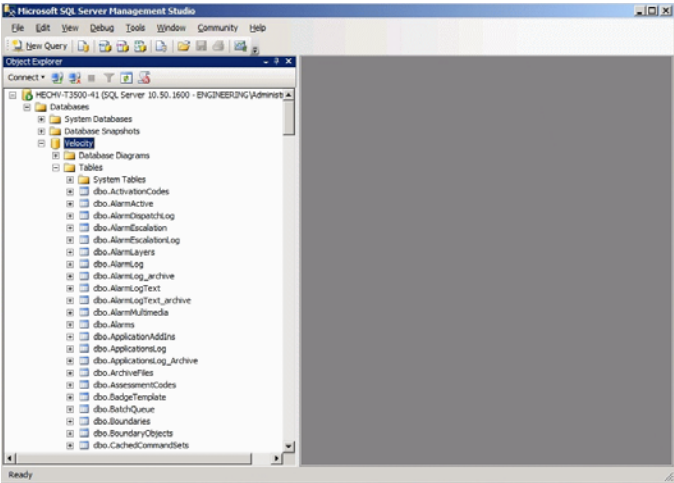 Microsoft SQL Server Management Studio
File Edit View Debug Tools Window Community Help
New Query
Object Explorer
Connect
HECHV-T3500-41 (SQL Server 10.50.1600 - ENGINEERING\Administ
Databases
System Databases
Database Snapshots
Velocity
Database Diagrams
Tables
System Tables
dbo.ActivationCodes
dbo.AlarmActive
dbo.AlarmDispatchLog
dbo.AlarmEscalation
dbo.AlarmEscalationLog
dbo.AlarmLayers
dbo.AlarmLog
dbo.AlarmLog_archive
dbo.AlarmLogText
dbo.AlarmLogText_archive
dbo.AlarmMultimedia
dbo.Alarms
dbo.ApplicationAddIns
dbo.ApplicationsLog
dbo.ApplicationsLog_Archive
dbo.ArchiveFiles
dbo.AssessmentCodes
dbo.BadgeTemplate
dbo.BatchQueue
dbo.Boundaries
dbo.BoundaryObjects
dbo.CachedCommandSets
Ready